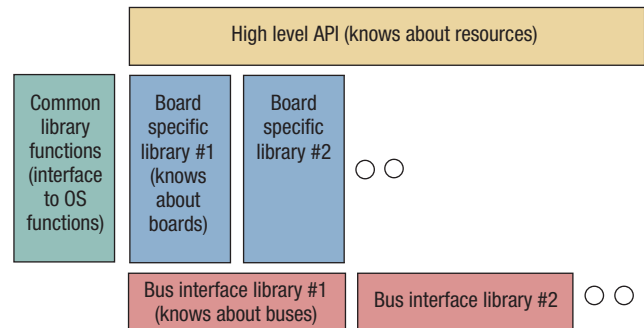 High level API (knows about resources)
Common
library
functions
(interface
to OS
functions)
Board
specific
library #1
(knows
about
boards)
Board
specific
library #2
Bus interface library #1
(knows about buses)
Bus interface library #2